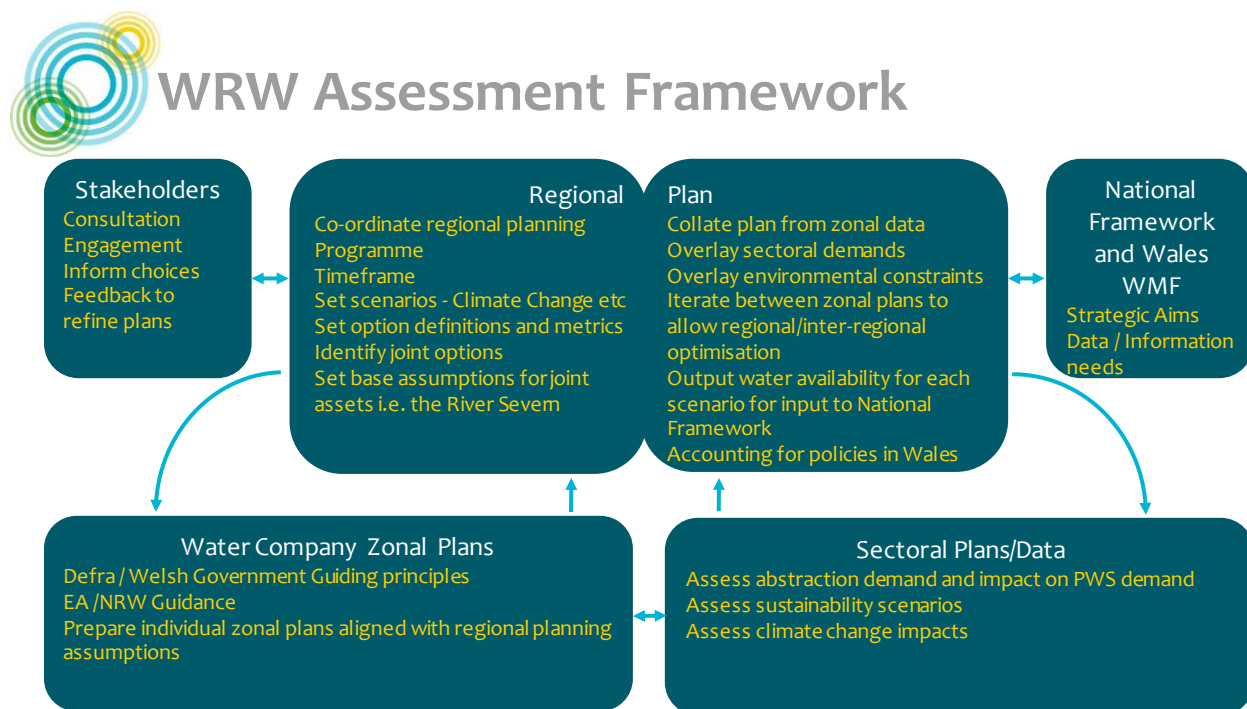 WRW Assessment Framework
Stakeholders
Consultation
Engagement
Inform choices
Feedback to
refine plans
Regional
Co-ordinate regional planning
Programme
Timeframe
Set scenarios - Climate Change etc
Set option definitions and metrics
Identify joint options
Set base assumptions for joint
assets i.e. the River Severn
Plan
Collate plan from zonal data
Overlay sectoral demands
Overlay environmental constraints
Iterate between zonal plans to
allow regional/inter-regional
optimisation
Output water availability for each
scenario for input to National
Framework
Accounting for policies in Wales
National
Framework
and Wales
WMF
Strategic Aims
Data / Information
needs
Water Company Zonal Plans
Defra / Welsh Government Guiding principles
EA /NRW Guidance
Prepare individual zonal plans aligned with regional planning
assumptions
Sectoral Plans/Data
Assess abstraction demand and impact on PWS demand
Assess sustainability scenarios
Assess climate change impacts